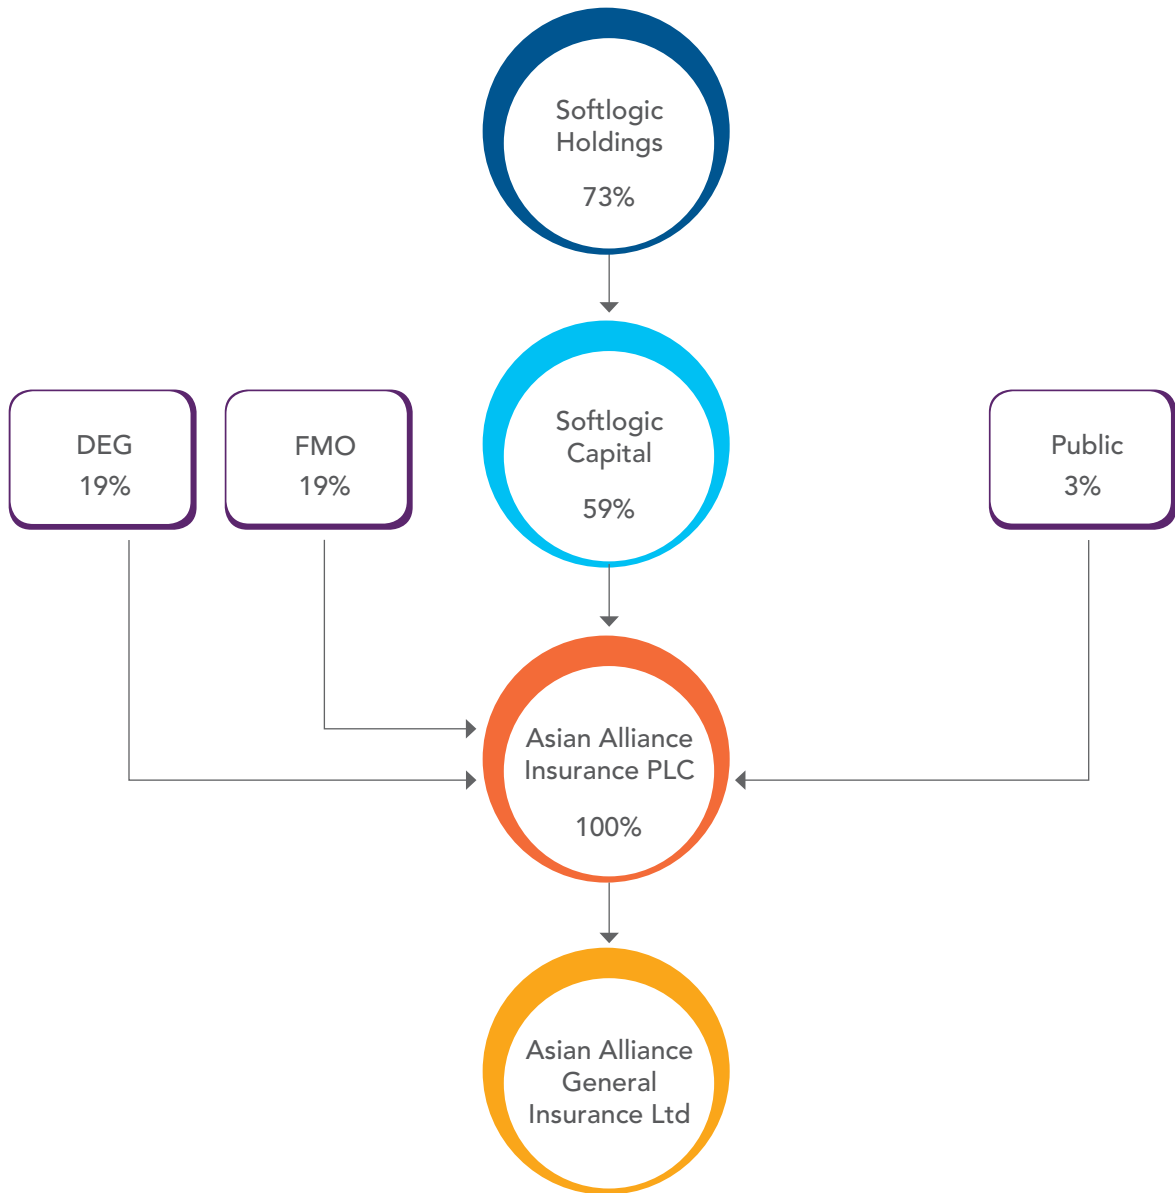 Softlogic
Holdings
73%
DEG
19%
FMO
19%
Softlogic
Capital
59%
Public
3%
Asian Alliance
Insurance PLC
100%
Asian Alliance
General
Insurance Ltd